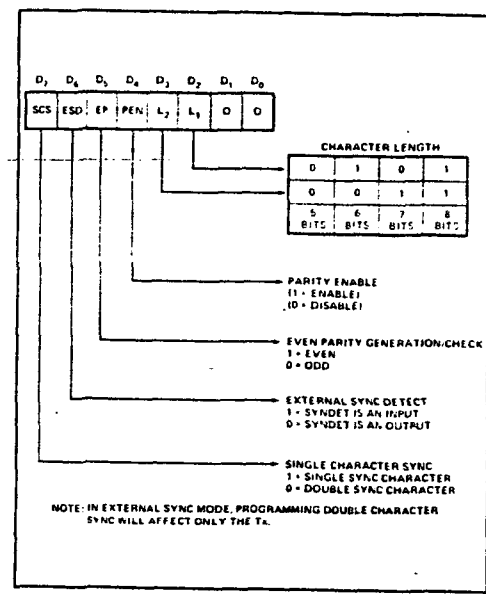 D7 D6 D5 D4 D3 D2 D1 D0
SCS ESD EP PEN L2 L1 0 0
CHARACTER LENGTH
0 1 0 1
0 0 1 1
5 BITS 6 BITS 7 BITS 8 BITS
PARITY ENABLE
(1 = ENABLE)
(0 = DISABLE)
EVEN PARITY GENERATION/CHECK
1 = EVEN
0 = ODD
EXTERNAL SYNC DETECT
1 = SYNDET IS AN INPUT
0 = SYNDET IS AN OUTPUT
SINGLE CHARACTER SYNC
1 = SINGLE SYNC CHARACTER
0 = DOUBLE SYNC CHARACTER
NOTE: IN EXTERNAL SYNC MODE, PROGRAMMING DOUBLE CHARACTER
SYNC WILL AFFECT ONLY THE Tx.